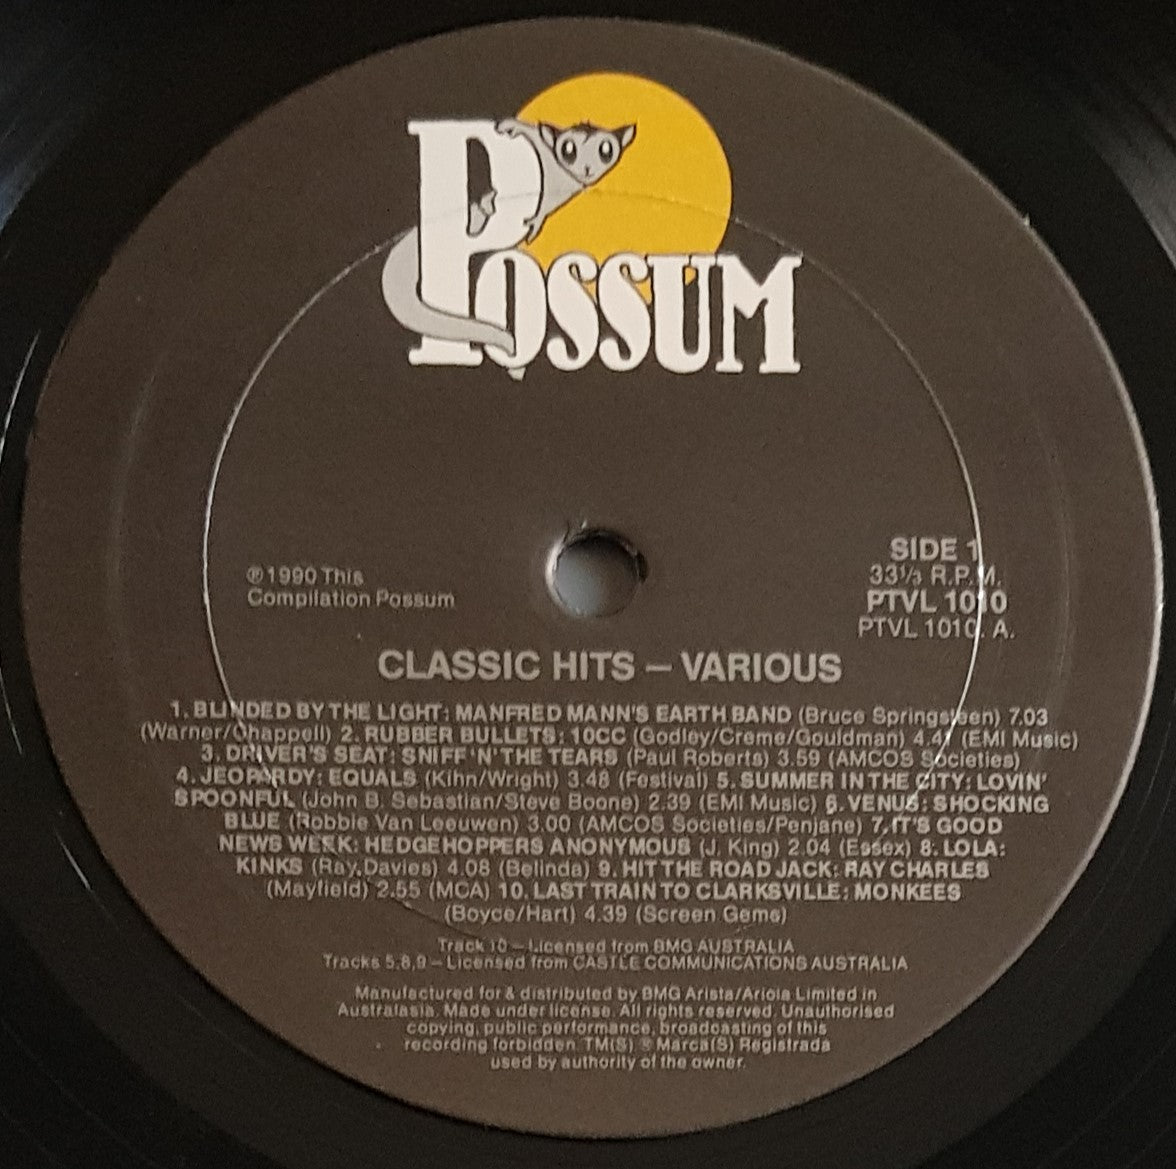 POSSUM
SIDE 1
33⅓ R.P.M.
PTVL 1010
PTVL 1010. A.
℗ 1990 This
Compilation Possum
CLASSIC HITS – VARIOUS
1. BLINDED BY THE LIGHT: MANFRED MANN'S EARTH BAND (Bruce Springsteen) 7.03
(Warner/Chappell) 2. RUBBER BULLETS: 10CC (Godley/Creme/Gouldman) (EMI Music)
3. DRIVER'S SEAT: SNIFF 'N' THE TEARS (Paul Roberts) 3.59 (AMCOS Societies)
4. JEOPARDY: EQUALS (Kihn/Wright) 3.48 (Festival) 5. SUMMER IN THE CITY: LOVIN'
SPOONFUL (John B. Sebastian/Steve Boone) 2.39 (EMI Music) 6. VENUS: SHOCKING
BLUE (Robbie Van Leeuwen) 3.00 (AMCOS Societies/Penjane) 7. IT'S GOOD
NEWS WEEK: HEDGEHOPPERS ANONYMOUS (J. King) 2.04 (Essex) 8. LOLA:
KINKS (Ray Davies) 4.08 (Belinda) 9. HIT THE ROAD JACK: RAY CHARLES
(Mayfield) 2.55 (MCA) 10. LAST TRAIN TO CLARKSVILLE: MONKEES
(Boyce/Hart) 4.39 (Screen Gems)
Track 10 – Licensed from BMG AUSTRALIA
Tracks 5,8,9 – Licensed from CASTLE COMMUNICATIONS AUSTRALIA
Manufactured for & distributed by BMG Arista/Ariola Limited in
Australasia. Made under license. All rights reserved. Unauthorised
copying, public performance, broadcasting of this
recording forbidden. TM(S) ® Marca(S) Registrada
used by authority of the owner.